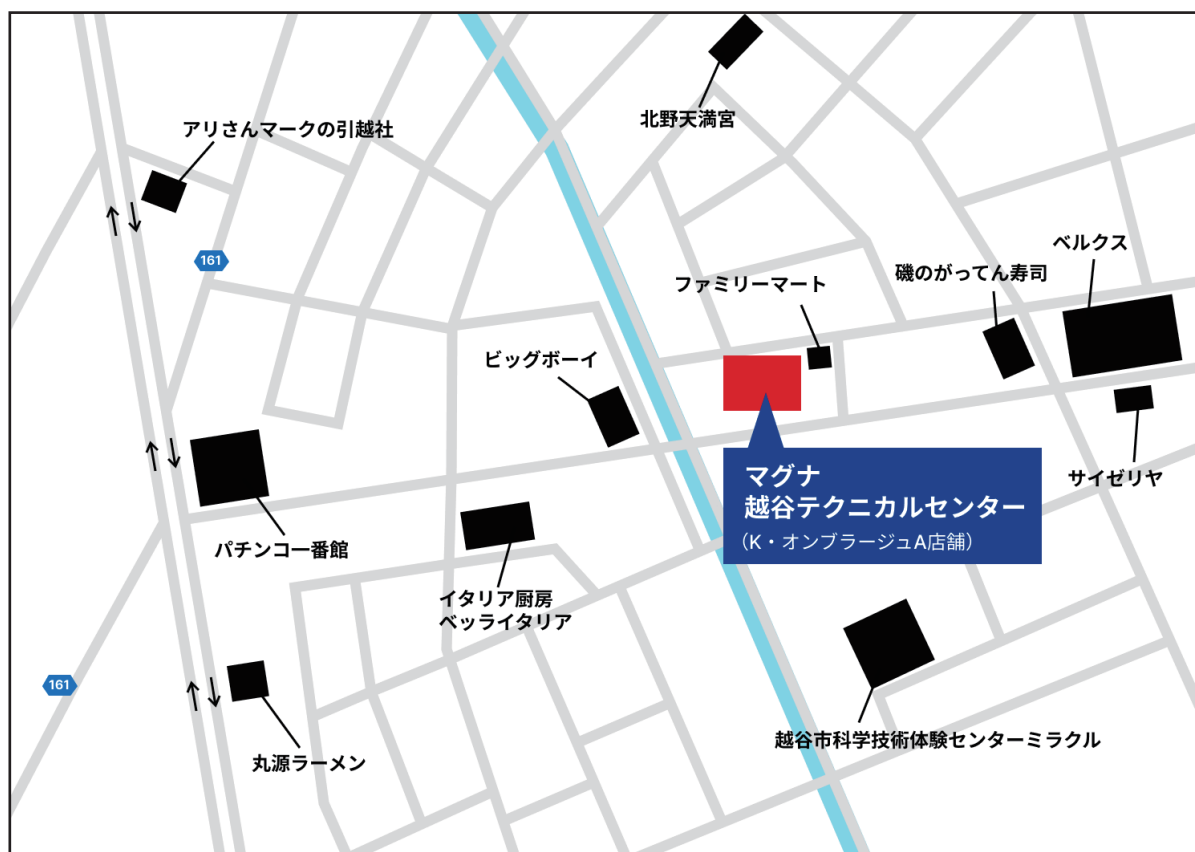 北野天満宮
アリさんマークの引越社
161
ベルクス
磯のがってん寿司
ファミリーマート
ビッグボーイ
サイゼリヤ
マグナ
越谷テクニカルセンター
（K・オンブラージュA店舗）
パチンコ一番館
イタリア厨房
ベッライタリア
161
丸源ラーメン
越谷市科学技術体験センターミラクル